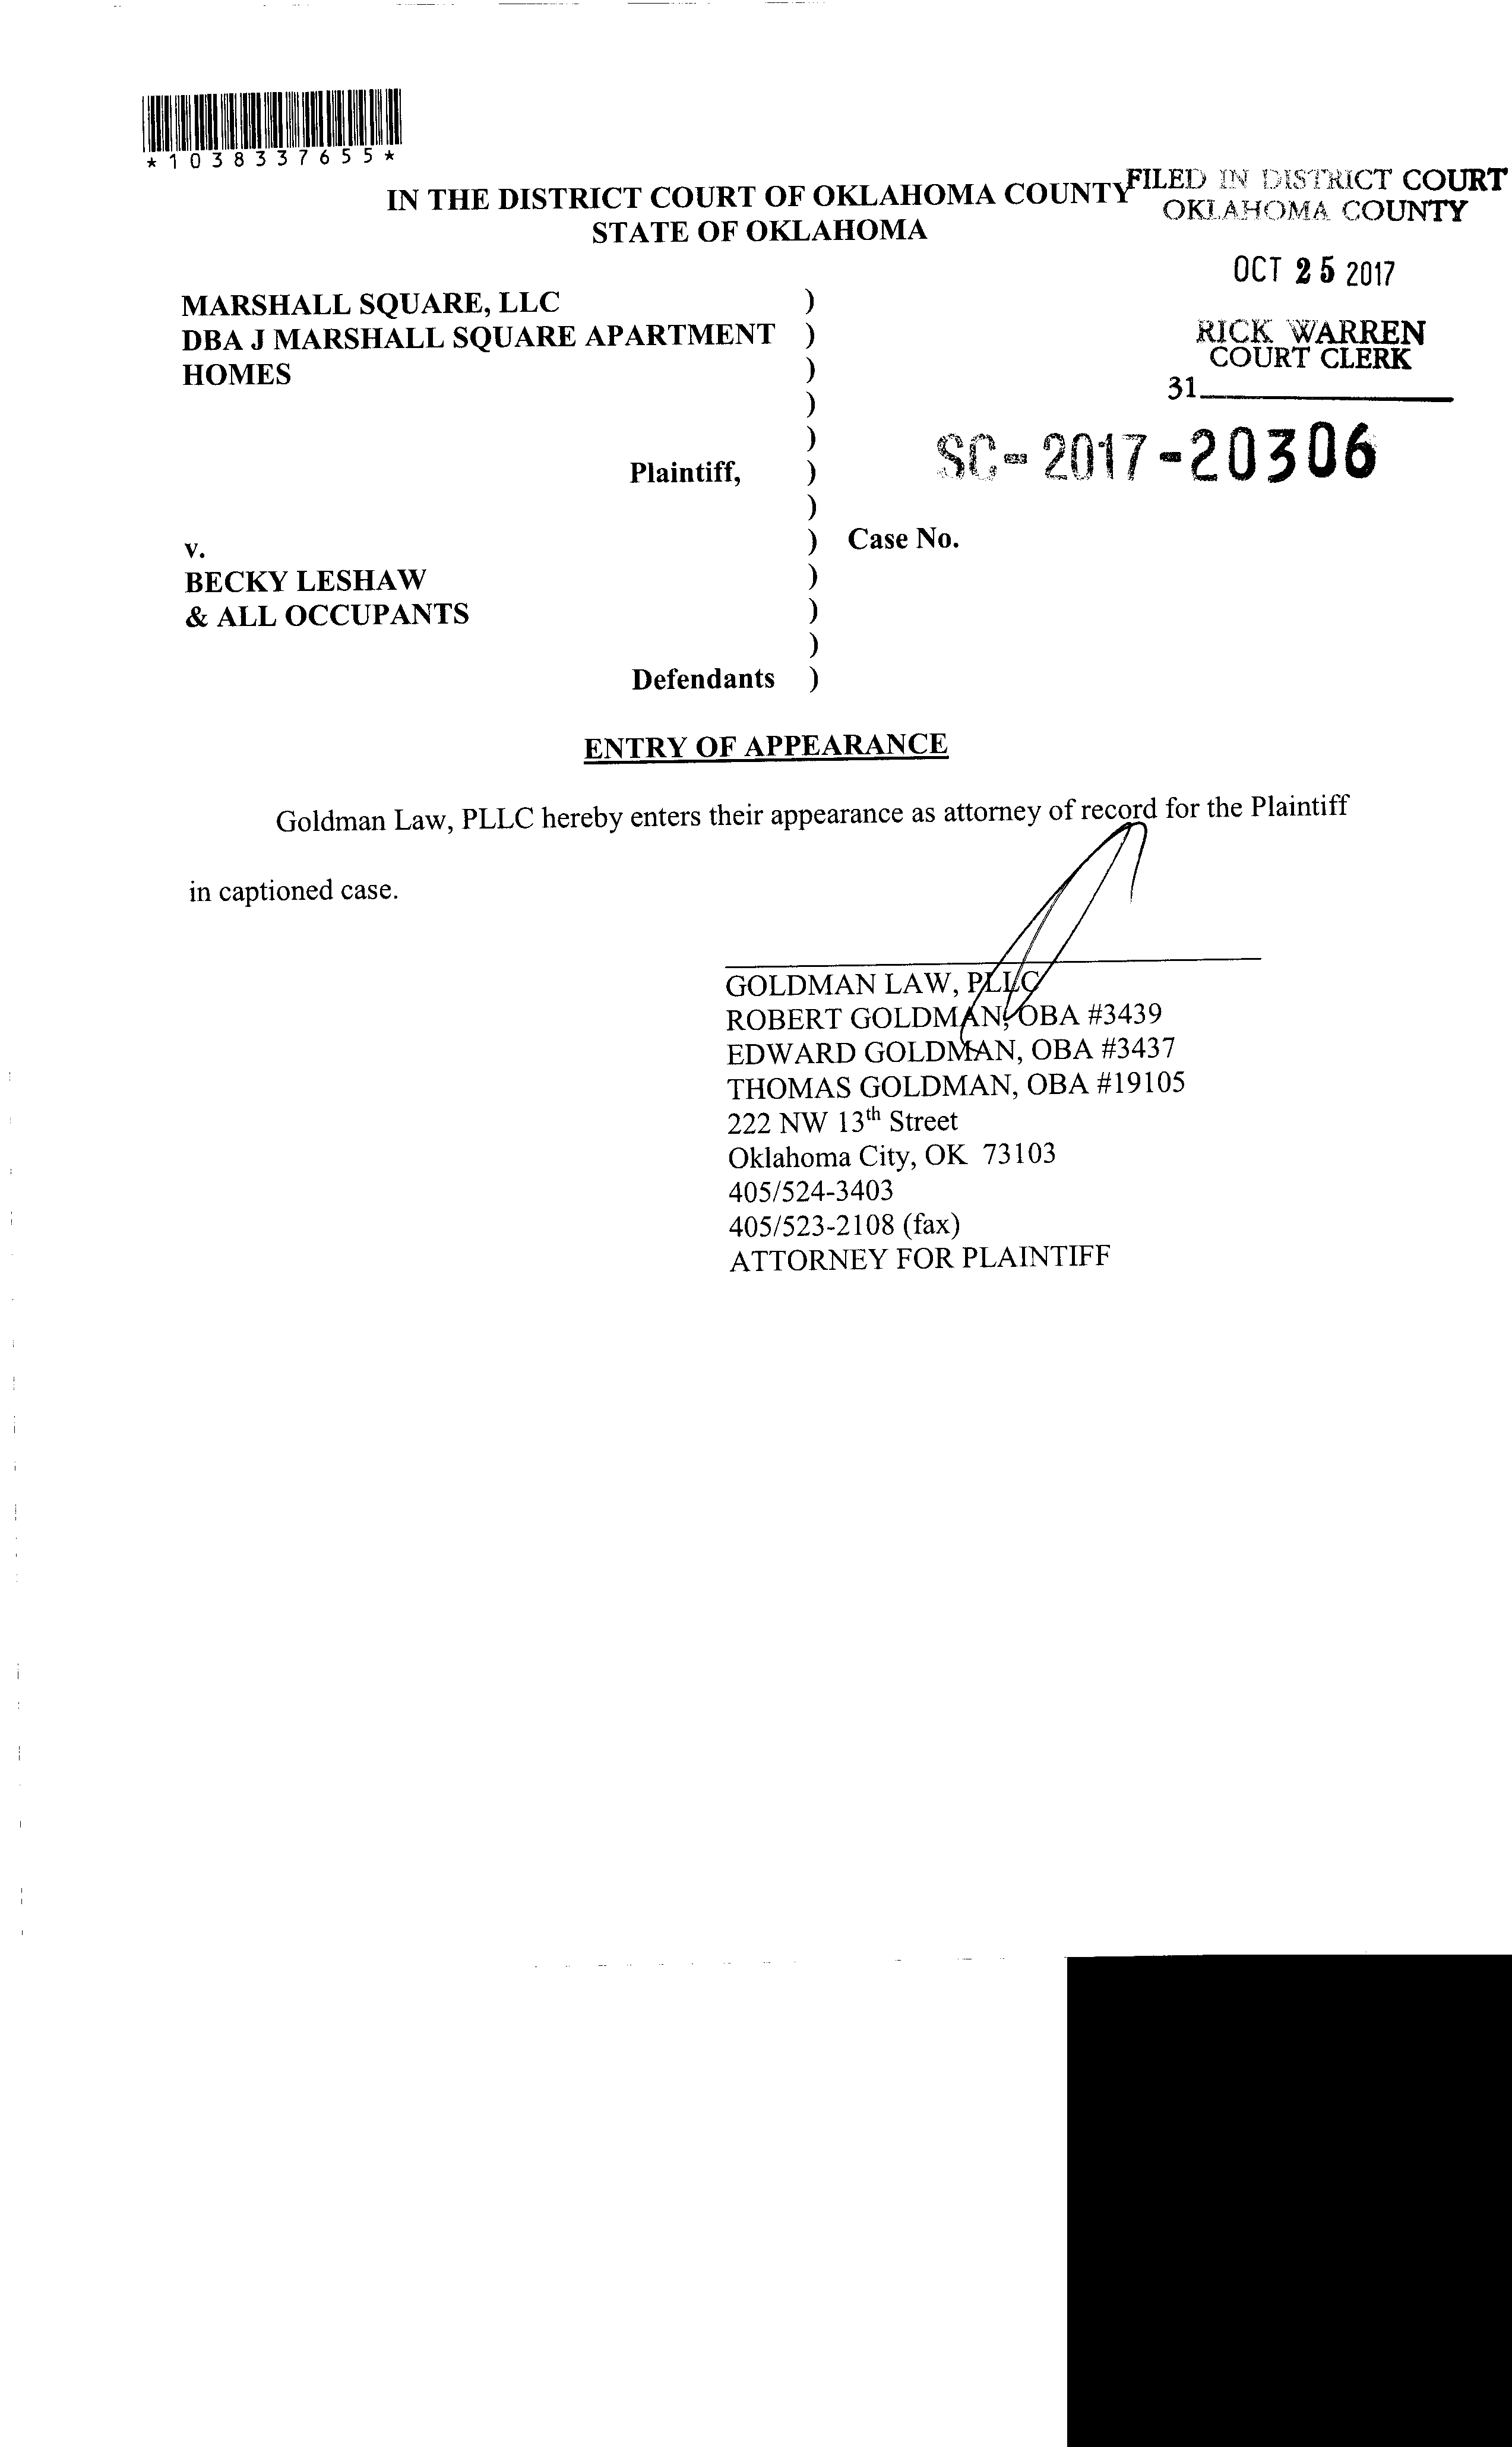 *1038337655*
IN THE DISTRICT COURT OF OKLAHOMA COUNTY
STATE OF OKLAHOMA
FILED IN DISTRICT COURT
OKLAHOMA COUNTY
OCT 25 2017
RICK WARREN
COURT CLERK
31
SC-2017-20306
MARSHALL SQUARE, LLC )
DBA J MARSHALL SQUARE APARTMENT )
HOMES )
)
)
Plaintiff, )
)
v. ) Case No.
BECKY LESHAW )
& ALL OCCUPANTS )
)
Defendants )
ENTRY OF APPEARANCE
Goldman Law, PLLC hereby enters their appearance as attorney of record for the Plaintiff
in captioned case.
GOLDMAN LAW, PLLC
ROBERT GOLDMAN, OBA #3439
EDWARD GOLDMAN, OBA #3437
THOMAS GOLDMAN, OBA #19105
222 NW 13th Street
Oklahoma City, OK 73103
405/524-3403
405/523-2108 (fax)
ATTORNEY FOR PLAINTIFF